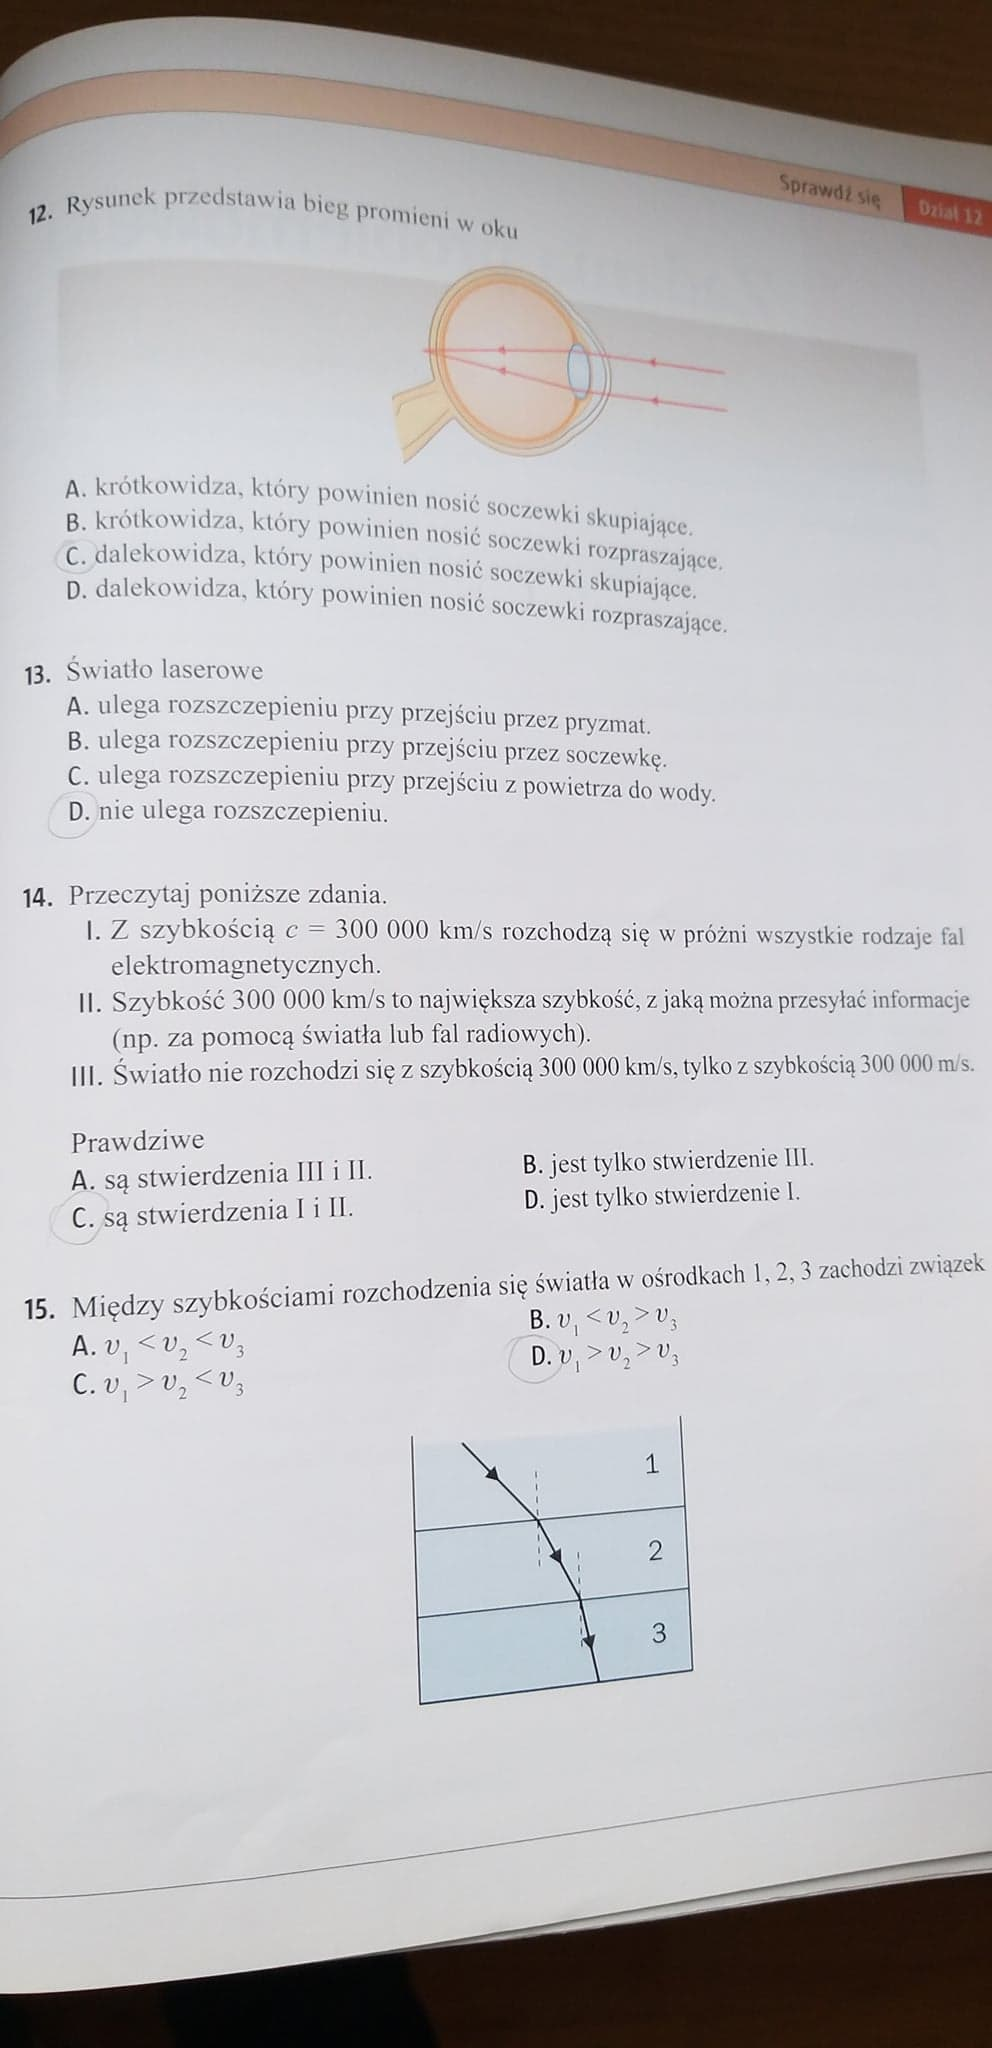 Sprawdź się
Dział 12
12. Rysunek przedstawia bieg promieni w oku
A. krótkowidza, który powinien nosić soczewki skupiające.
B. krótkowidza, który powinien nosić soczewki rozpraszające.
C. dalekowidza, który powinien nosić soczewki skupiające.
D. dalekowidza, który powinien nosić soczewki rozpraszające.
13. Światło laserowe
A. ulega rozszczepieniu przy przejściu przez pryzmat.
B. ulega rozszczepieniu przy przejściu przez soczewkę.
C. ulega rozszczepieniu przy przejściu z powietrza do wody.
D. nie ulega rozszczepieniu.
14. Przeczytaj poniższe zdania.
I. Z szybkością c = 300 000 km/s rozchodzą się w próżni wszystkie rodzaje fal
elektromagnetycznych.
II. Szybkość 300 000 km/s to największa szybkość, z jaką można przesyłać informacje
(np. za pomocą światła lub fal radiowych).
III. Światło nie rozchodzi się z szybkością 300 000 km/s, tylko z szybkością 300 000 m/s.
Prawdziwe
A. są stwierdzenia III i II.
B. jest tylko stwierdzenie III.
C. są stwierdzenia I i II.
D. jest tylko stwierdzenie I.
15. Między szybkościami rozchodzenia się światła w ośrodkach 1, 2, 3 zachodzi związek
A. v₁ < v₂ < v₃
B. v₁ < v₂ > v₃
C. v₁ > v₂ < v₃
D. v₁ > v₂ > v₃
1
2
3